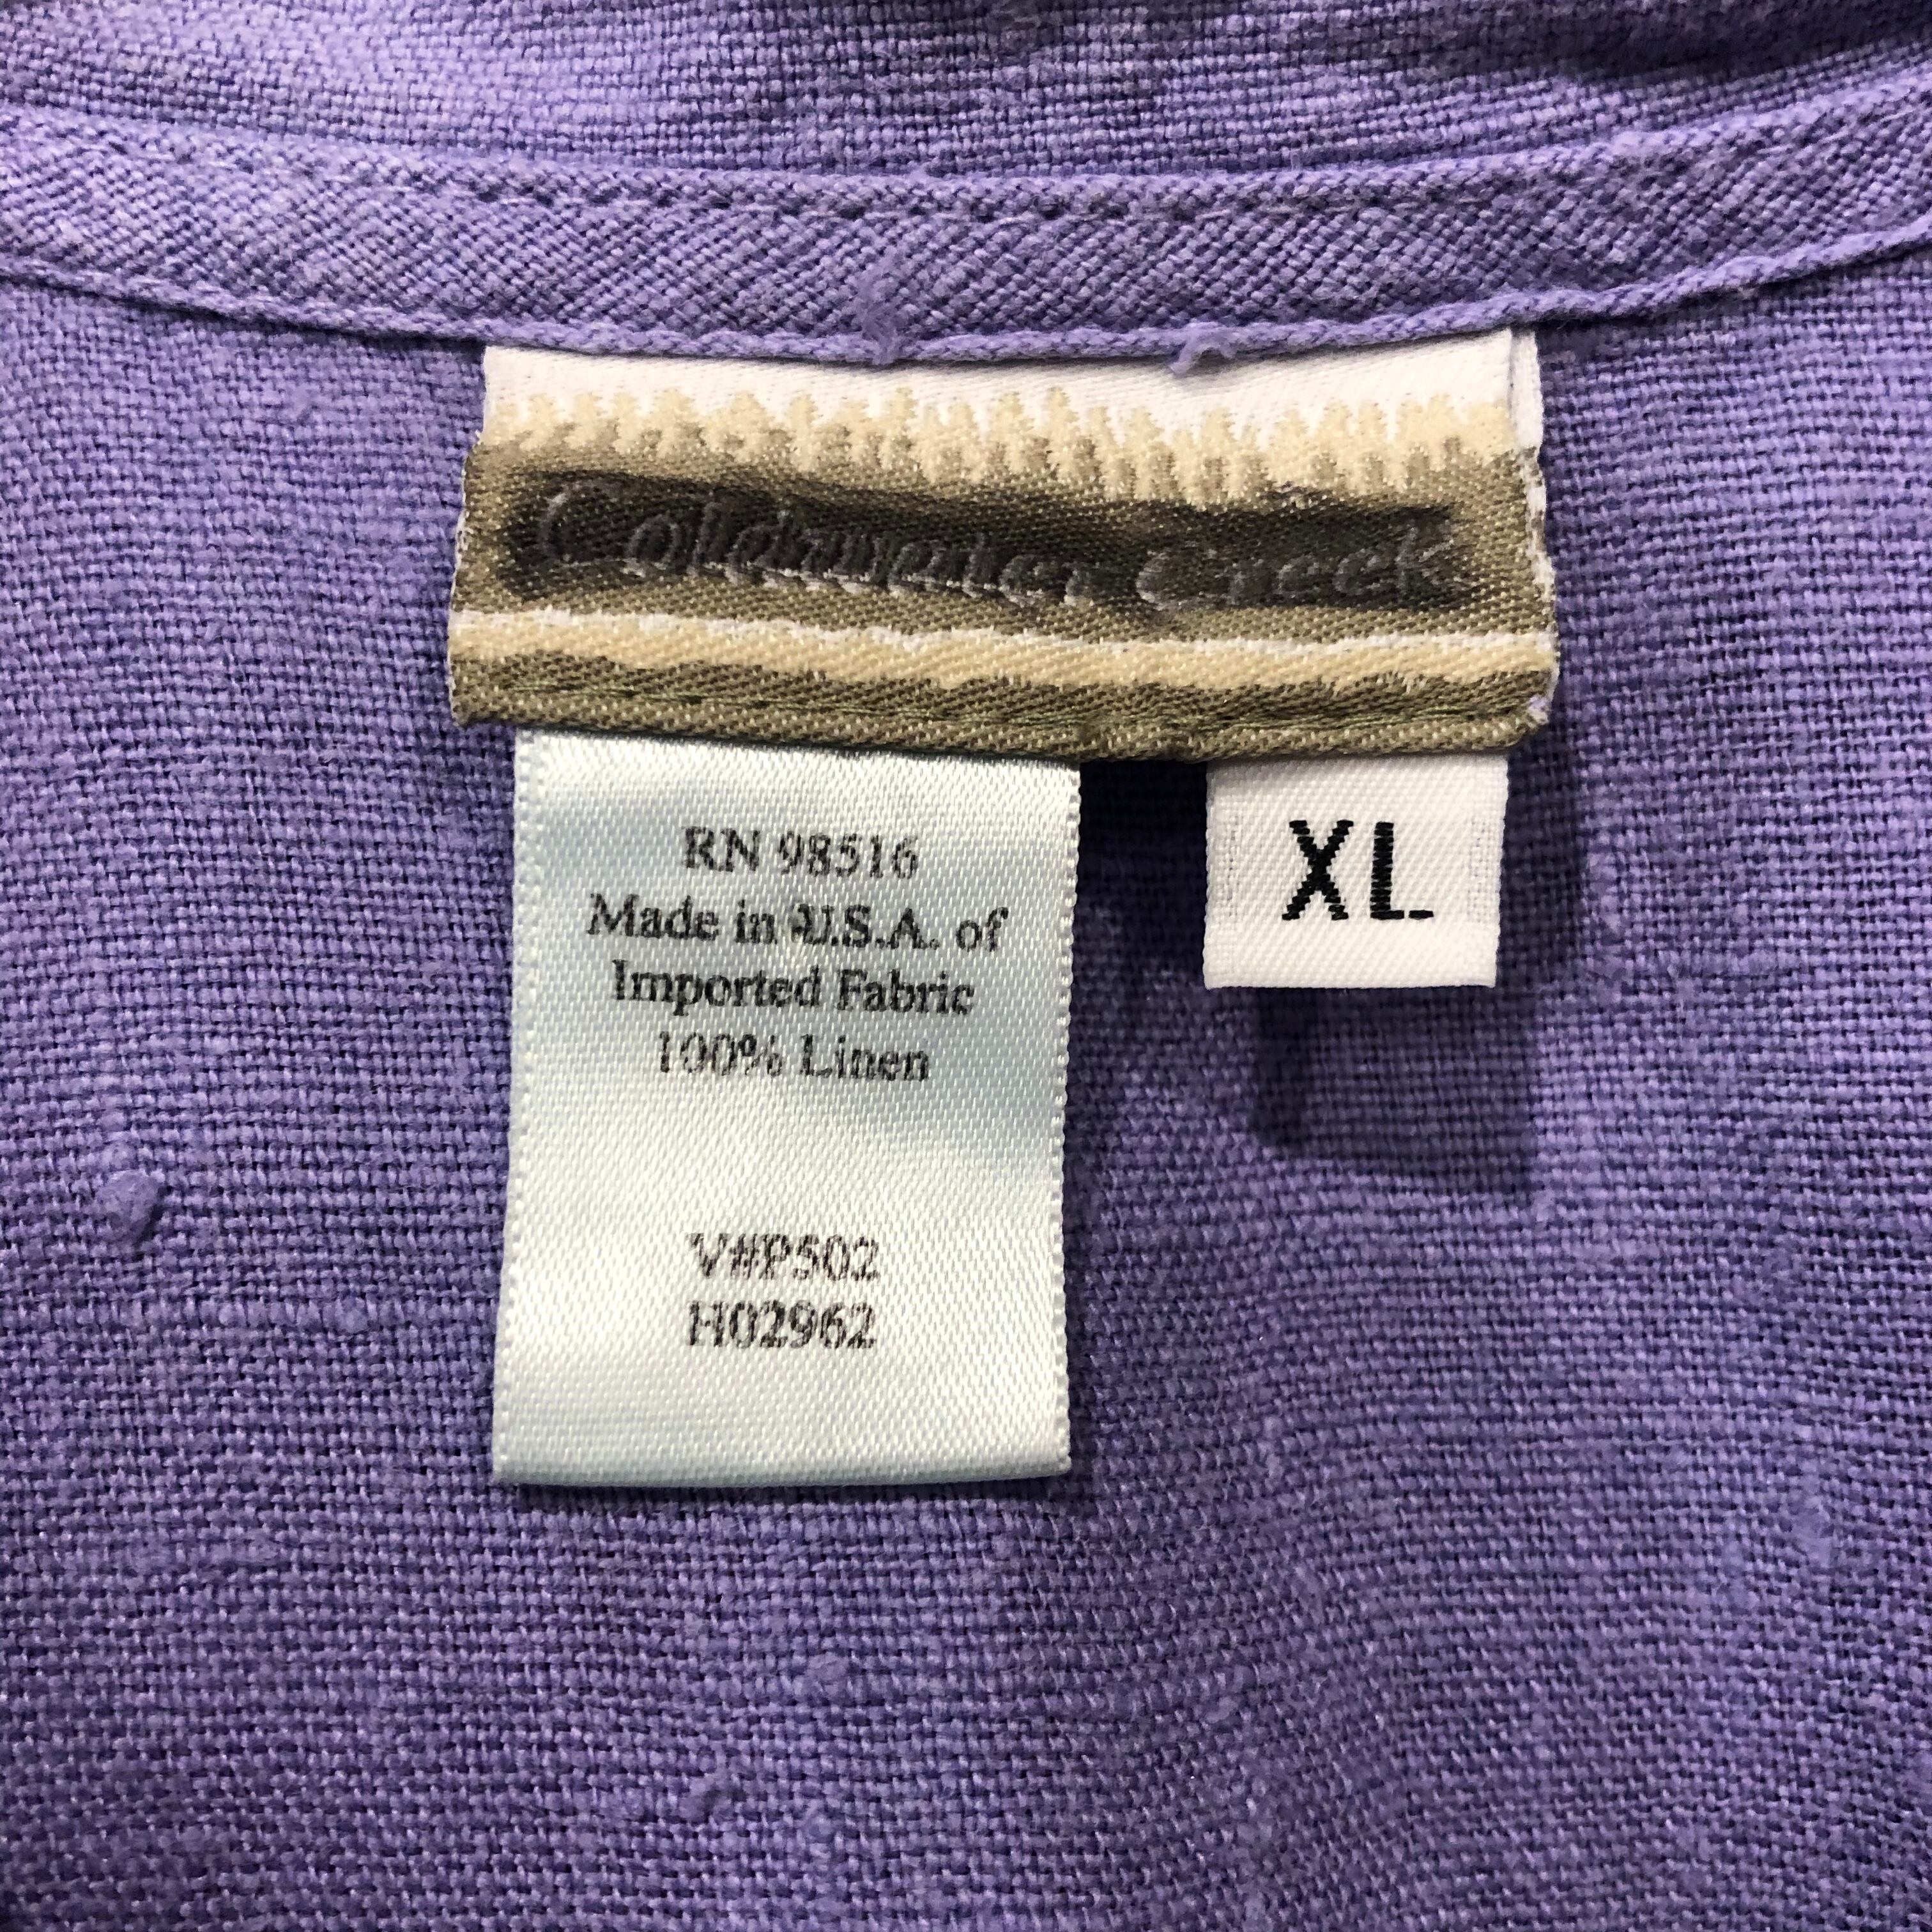 Coldwater Creek
RN 98516
Made in U.S.A. of
Imported Fabric
100% Linen
V#P502
H02962
XL